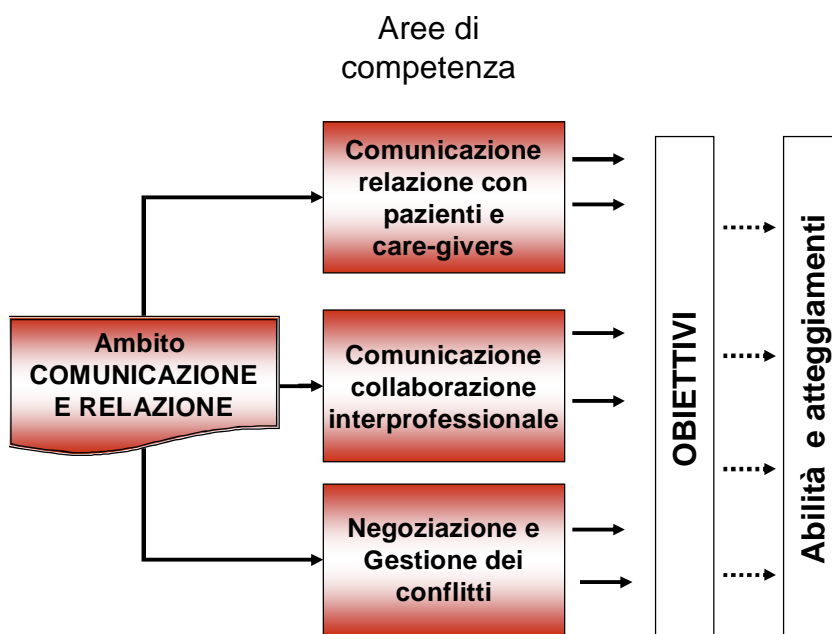 Aree di
competenza
Comunicazione
relazione con
pazienti e
care-givers
Ambito
COMUNICAZIONE
E RELAZIONE
Comunicazione
collaborazione
interprofessionale
Negoziazione e
Gestione dei
conflitti
OBIETTIVI
Abilità e atteggiamenti